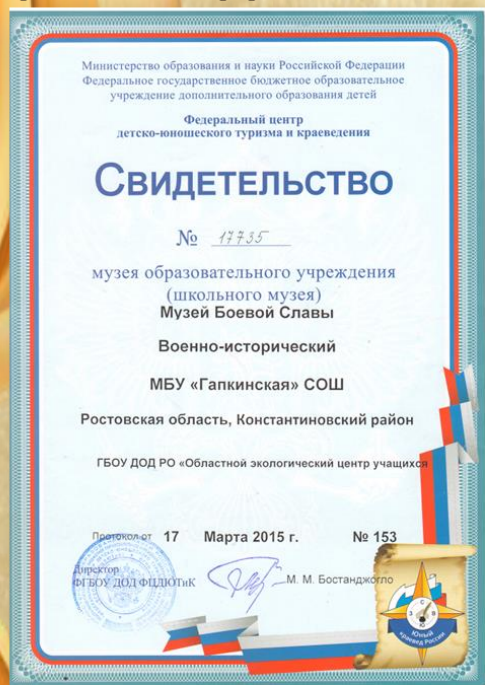 Министерство образования и науки Российской Федерации
Федеральное государственное бюджетное образовательное
учреждение дополнительного образования детей
Федеральный центр
детско-юношеского туризма и краеведения
СВИДЕТЕЛЬСТВО
№ 17735
музея образовательного учреждения
(школьного музея)
Музей Боевой Славы
Военно-исторический
МБУ «Гапкинская» СОШ
Ростовская область, Константиновский район
ГБОУ ДОД РО «Областной экологический центр учащихся
Протокол от 17 Марта 2015 г. № 153
Директор
ФГБОУ ДОД ФЦДЮТиК М. М. Бостанджогло
С
З В
Ю
Юный
краевед России